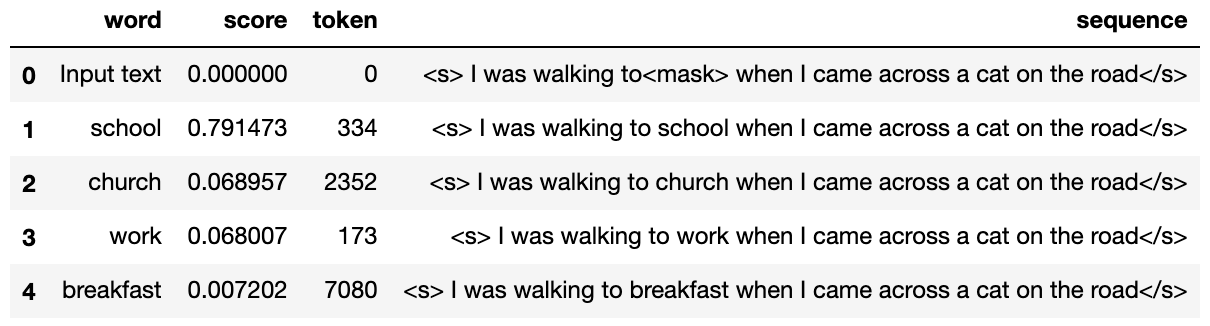 word score token sequence
0 Input text 0.000000 0 <s> I was walking to<mask> when I came across a cat on the road</s>
1 school 0.791473 334 <s> I was walking to school when I came across a cat on the road</s>
2 church 0.068957 2352 <s> I was walking to church when I came across a cat on the road</s>
3 work 0.068007 173 <s> I was walking to work when I came across a cat on the road</s>
4 breakfast 0.007202 7080 <s> I was walking to breakfast when I came across a cat on the road</s>